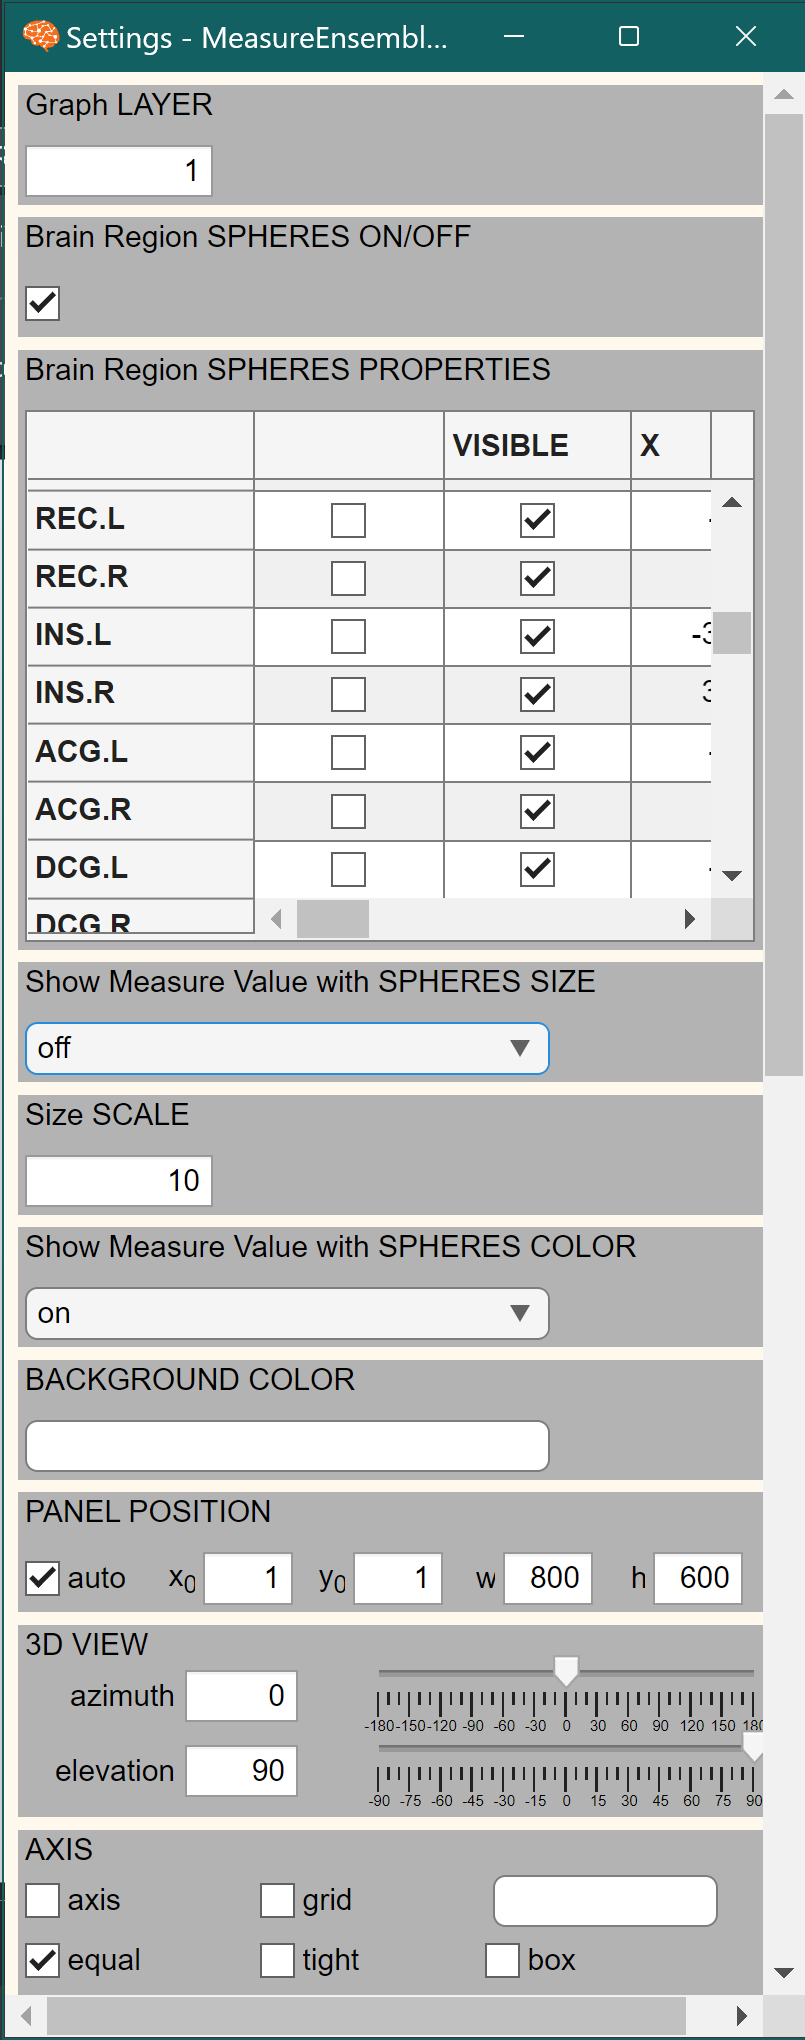 Settings - MeasureEnsembl...
Graph LAYER
1
Brain Region SPHERES ON/OFF
Brain Region SPHERES PROPERTIES
VISIBLE X
REC.L
REC.R
INS.L -3
INS.R 3
ACG.L -
ACG.R
DCG.L -
DCG.R
Show Measure Value with SPHERES SIZE
off
Size SCALE
10
Show Measure Value with SPHERES COLOR
on
BACKGROUND COLOR
PANEL POSITION
auto x0 1 y0 1 w 800 h 600
3D VIEW
azimuth 0
-180 -150 -120 -90 -60 -30 0 30 60 90 120 150 180
elevation 90
-90 -75 -60 -45 -30 -15 0 15 30 45 60 75 90
AXIS
axis grid
equal tight box